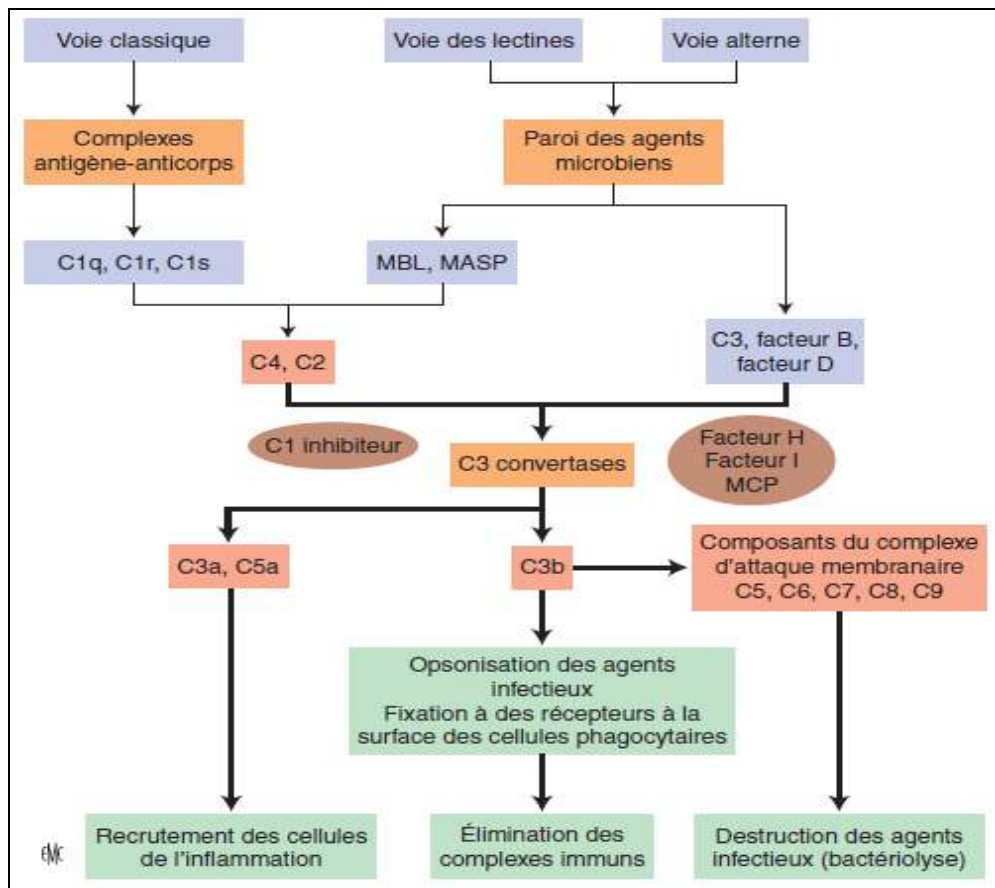 Voie classique
Voie des lectines
Voie alterne
Complexes
antigène-anticorps
Paroi des agents
microbiens
C1q, C1r, C1s
MBL, MASP
C3, facteur B,
facteur D
C4, C2
C1 inhibiteur
C3 convertases
Facteur H
Facteur I
MCP
C3a, C5a
C3b
Composants du complexe
d'attaque membranaire
C5, C6, C7, C8, C9
Opsonisation des agents
infectieux
Fixation à des récepteurs à la
surface des cellules phagocytaires
Recrutement des cellules
de l'inflammation
Élimination des
complexes immuns
Destruction des agents
infectieux (bactériolyse)
EMC